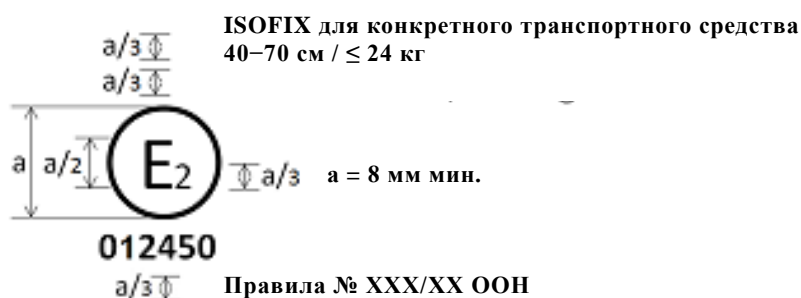 ISOFIX для конкретного транспортного средства
a/3
40–70 см / ≤ 24 кг
a/3
a a/2 E2 a/3 a = 8 мм мин.
012450
a/3 Правила № XXX/XX ООН